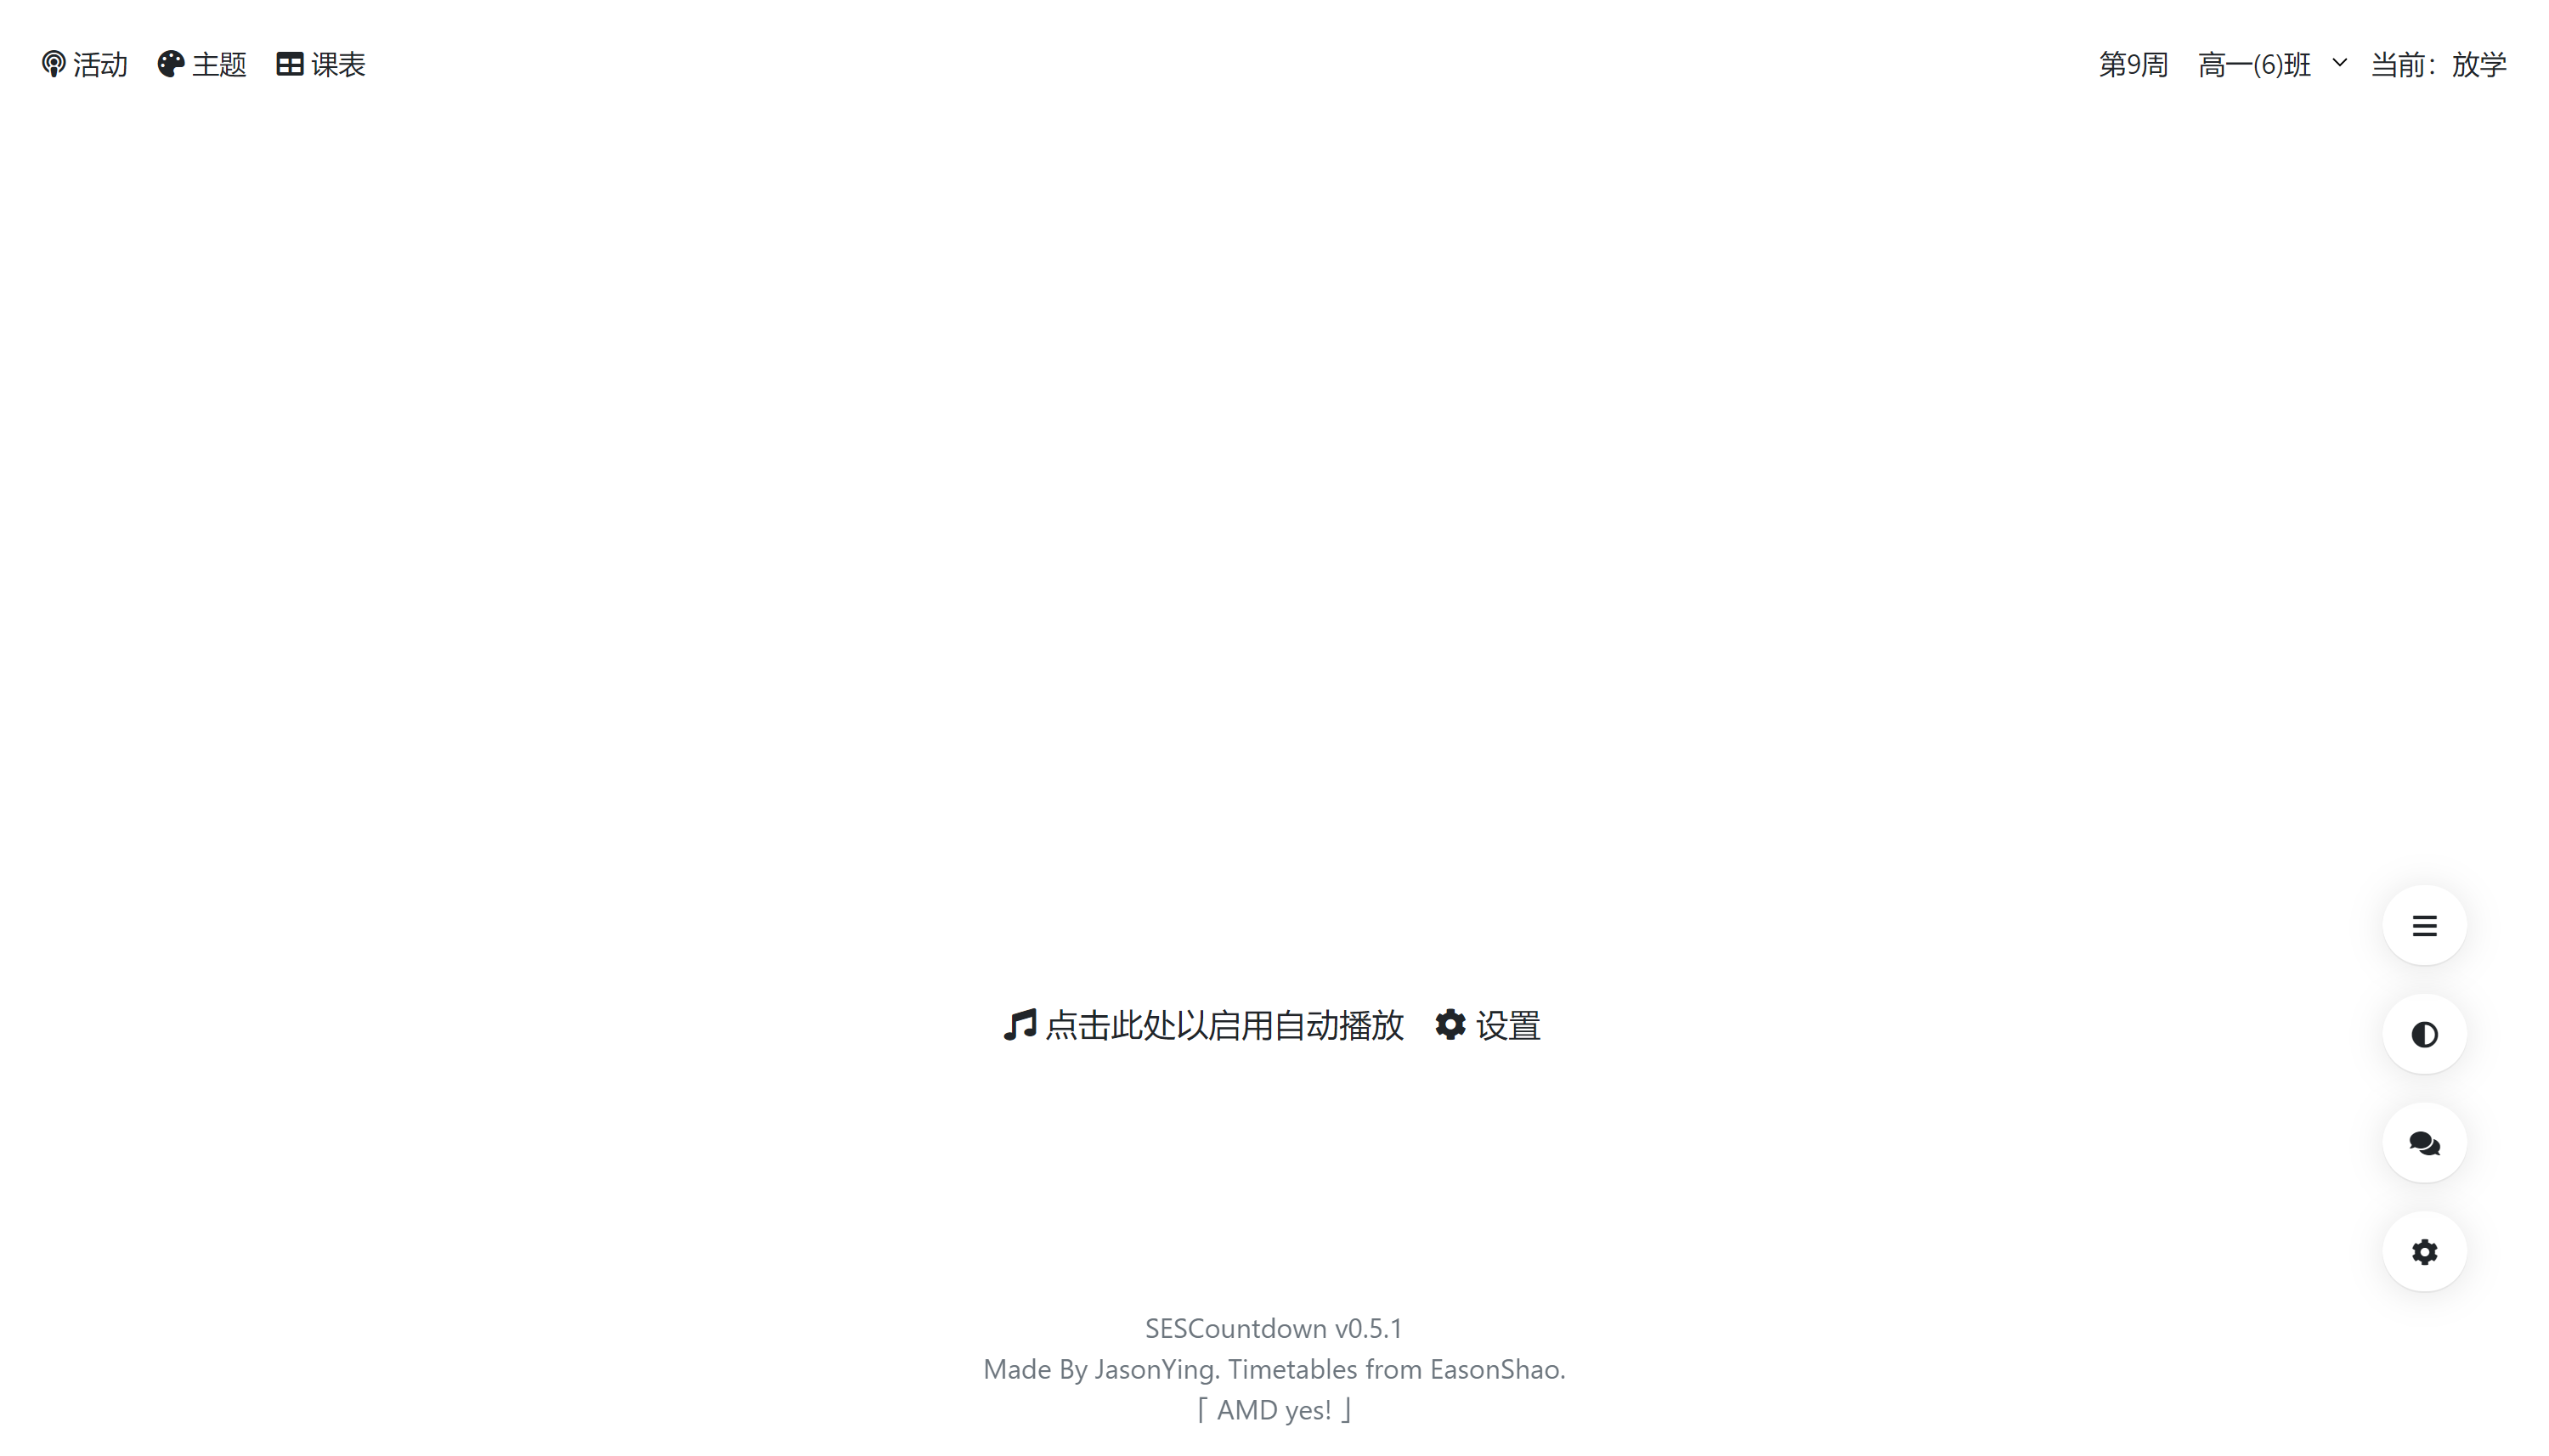 活动 主题 课表
第9周 高一(6)班 当前：放学
点击此处以启用自动播放 设置
SESCountdown v0.5.1
Made By JasonYing. Timetables from EasonShao.
「 AMD yes! 」